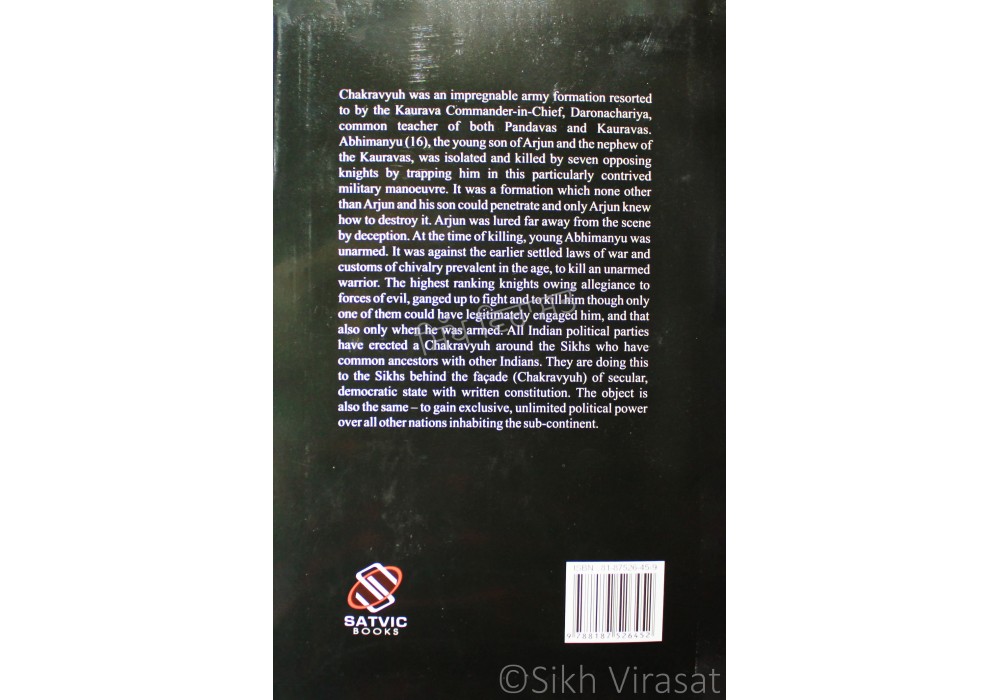 Chakravyuh was an impregnable army formation resorted
to by the Kaurava Commander-in-Chief, Daronachariya,
common teacher of both Pandavas and Kauravas.
Abhimanyu (16), the young son of Arjun and the nephew of
the Kauravas, was isolated and killed by seven opposing
knights by trapping him in this particularly contrived
military manoeuvre. It was a formation which none other
than Arjun and his son could penetrate and only Arjun knew
how to destroy it. Arjun was lured far away from the scene
by deception. At the time of killing, young Abhimanyu was
unarmed. It was against the earlier settled laws of war and
customs of chivalry prevalent in the age, to kill an unarmed
warrior. The highest ranking knights owing allegiance to
forces of evil, ganged up to fight and to kill him though only
one of them could have legitimately engaged him, and that
also only when he was armed. All Indian political parties
have erected a Chakravyuh around the Sikhs who have
common ancestors with other Indians. They are doing this
to the Sikhs behind the façade (Chakravyuh) of secular,
democratic state with written constitution. The object is
also the same – to gain exclusive, unlimited political power
over all other nations inhabiting the sub-continent.
ਸਿੱਖ ਵਿਰਾਸਤ
SATVIC
BOOKS
ISBN: 81-87526-45-9
9 788187 526452
©Sikh Virasat